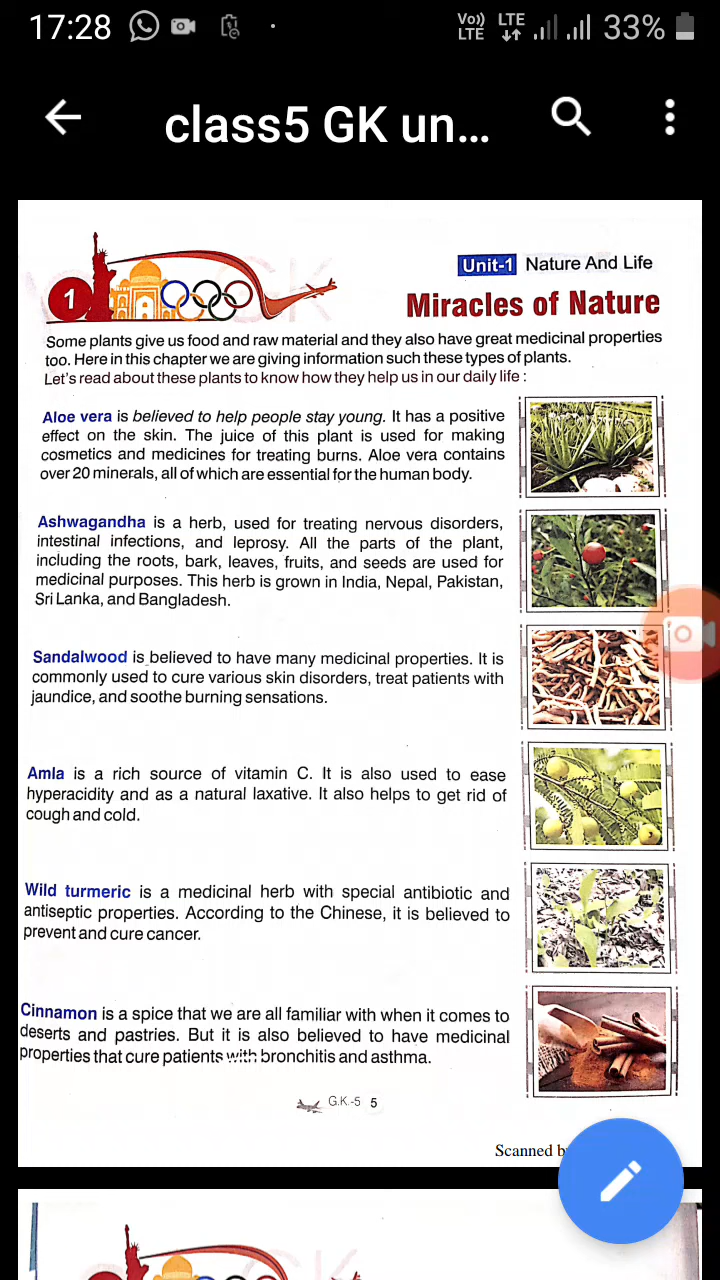 17:28
Vo)) LTE
LTE
33%
class5 GK un...
1
Unit-1 Nature And Life
Miracles of Nature
Some plants give us food and raw material and they also have great medicinal properties
too. Here in this chapter we are giving information such these types of plants.
Let's read about these plants to know how they help us in our daily life :
Aloe vera is believed to help people stay young. It has a positive
effect on the skin. The juice of this plant is used for making
cosmetics and medicines for treating burns. Aloe vera contains
over 20 minerals, all of which are essential for the human body.
Ashwagandha is a herb, used for treating nervous disorders,
intestinal infections, and leprosy. All the parts of the plant,
including the roots, bark, leaves, fruits, and seeds are used for
medicinal purposes. This herb is grown in India, Nepal, Pakistan,
Sri Lanka, and Bangladesh.
Sandalwood is believed to have many medicinal properties. It is
commonly used to cure various skin disorders, treat patients with
jaundice, and soothe burning sensations.
Amla is a rich source of vitamin C. It is also used to ease
hyperacidity and as a natural laxative. It also helps to get rid of
cough and cold.
Wild turmeric is a medicinal herb with special antibiotic and
antiseptic properties. According to the Chinese, it is believed to
prevent and cure cancer.
Cinnamon is a spice that we are all familiar with when it comes to
deserts and pastries. But it is also believed to have medicinal
properties that cure patients with bronchitis and asthma.
G.K.-5 5
Scanned